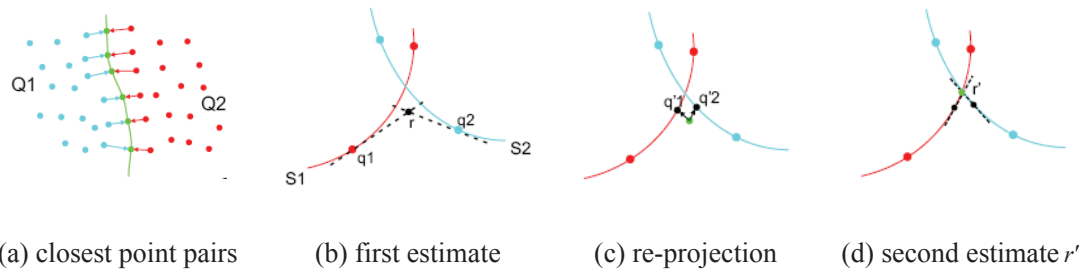 Q1
Q2
r
q1
q2
S1
S2
q'1
q'2
r'
(a) closest point pairs
(b) first estimate
(c) re-projection
(d) second estimate r'